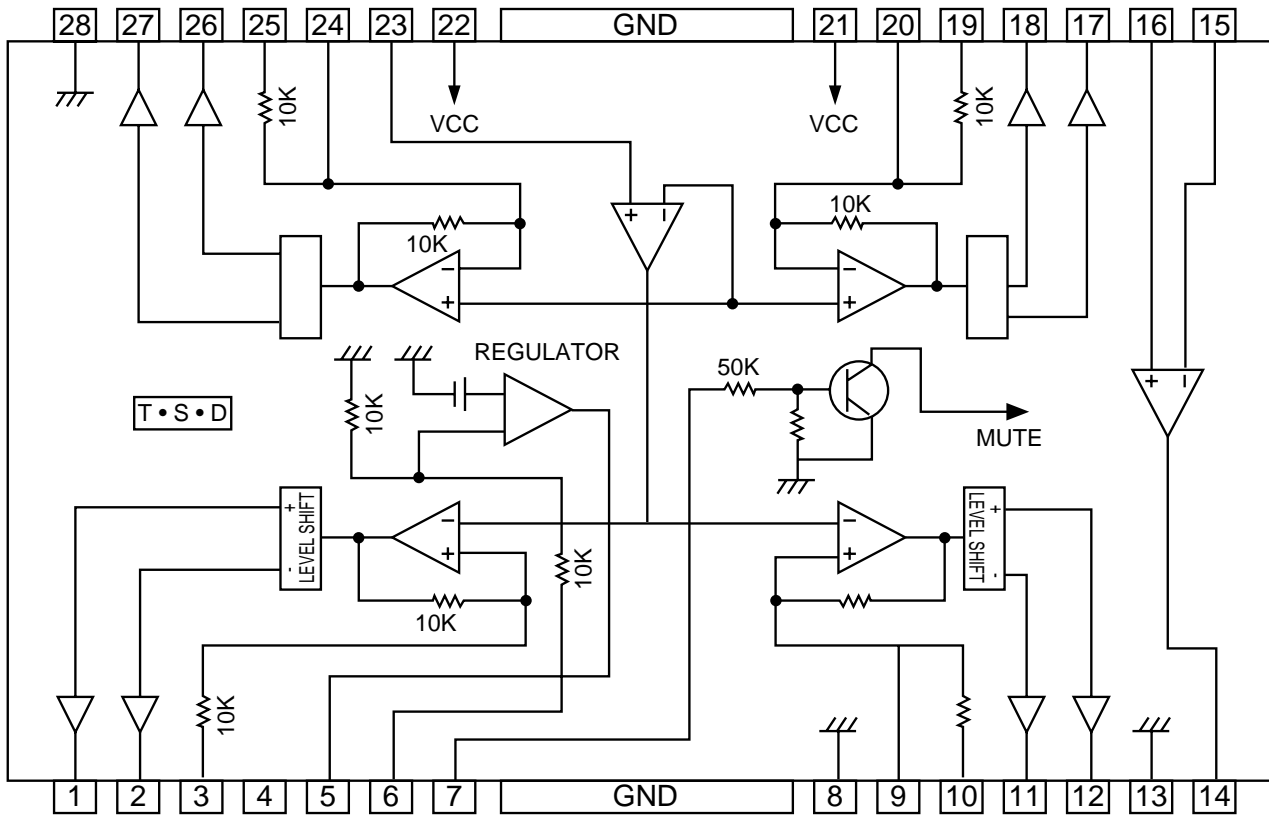 28 27 26 25 24 23 22 GND 21 20 19 18 17 16 15
10K
VCC
VCC
10K
10K
+ −
10K
−
+
−
+
REGULATOR
10K
50K
+ −
T • S • D
MUTE
+
LEVEL SHIFT
-
−
+
10K
10K
−
+
+
LEVEL SHIFT
-
10K
1 2 3 4 5 6 7 GND 8 9 10 11 12 13 14